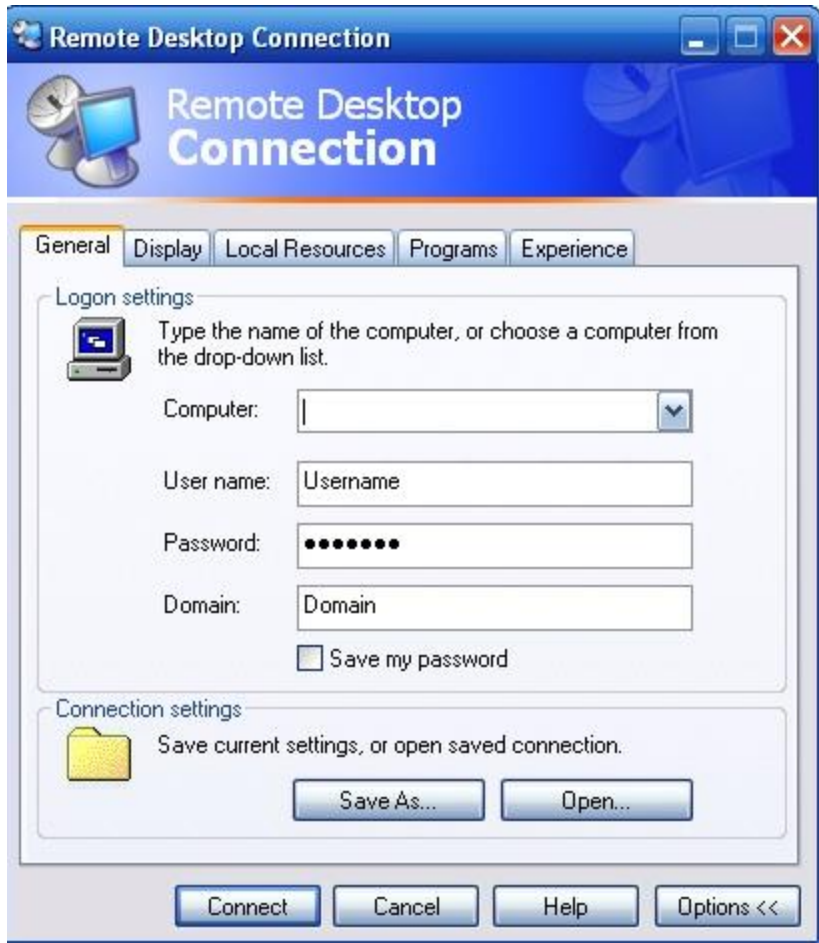 Remote Desktop Connection
Remote Desktop
Connection
General Display Local Resources Programs Experience
Logon settings
Type the name of the computer, or choose a computer from
the drop-down list.
Computer:
User name: Username
Password: •••••••
Domain: Domain
Save my password
Connection settings
Save current settings, or open saved connection.
Save As... Open...
Connect Cancel Help Options <<